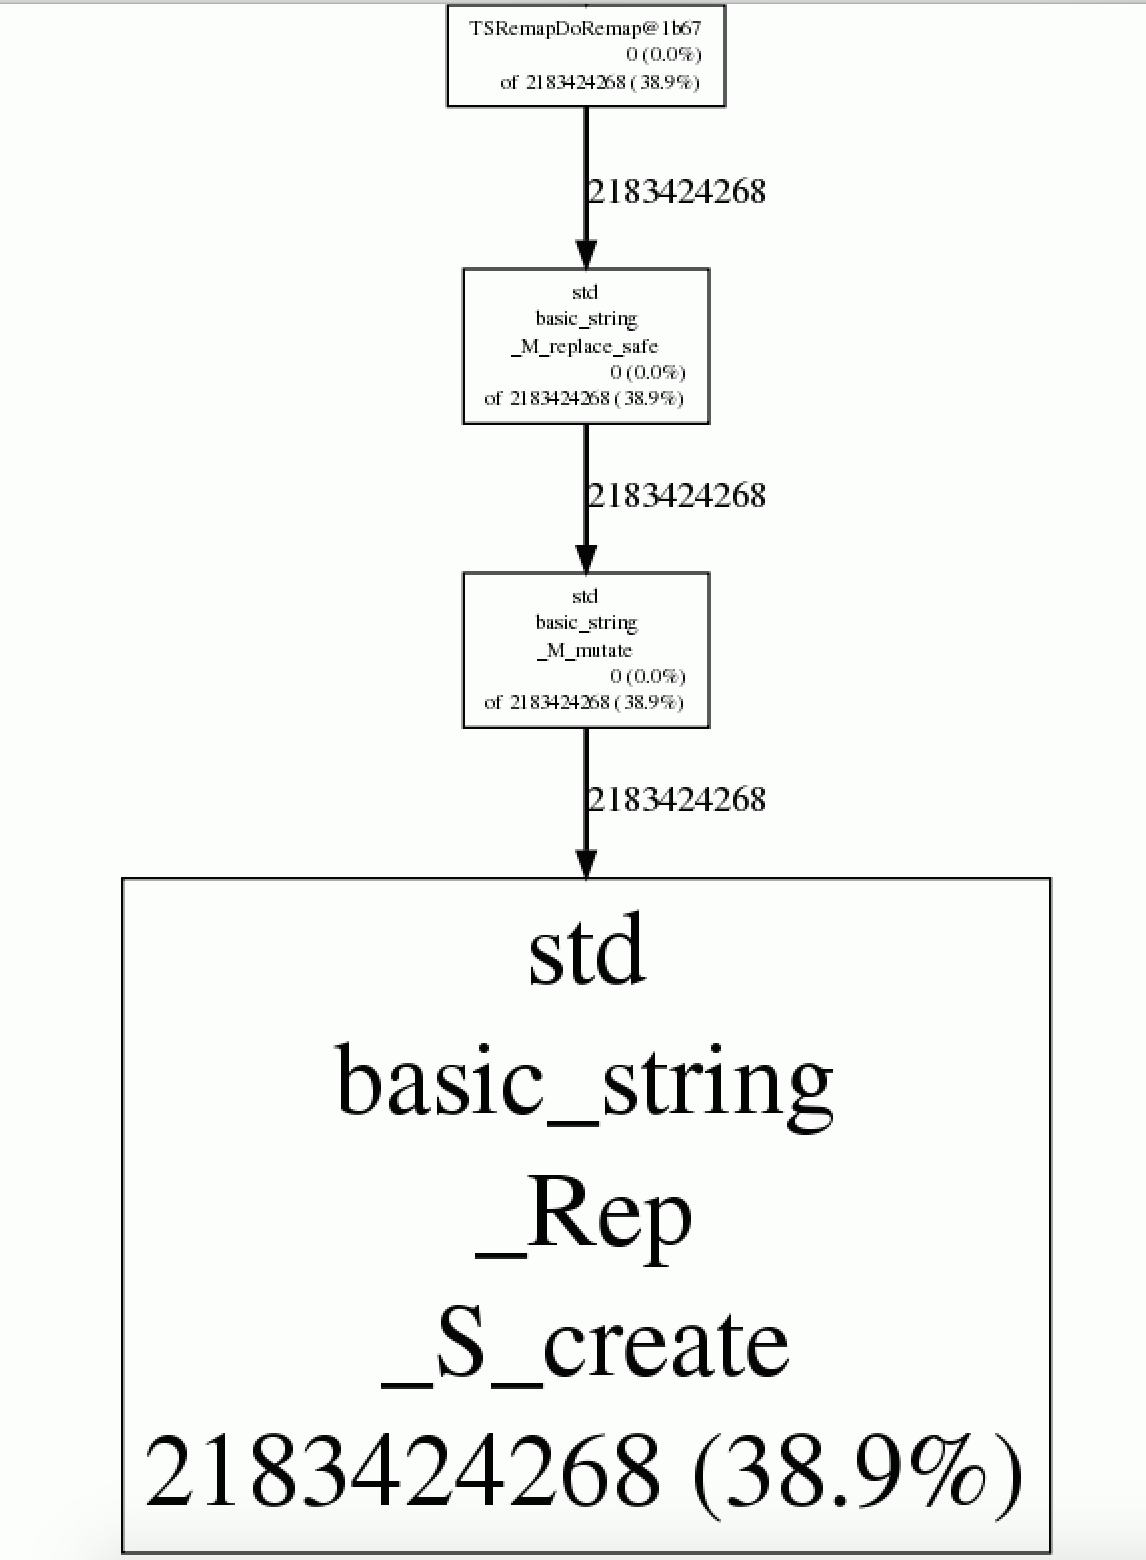 TSRemapDoRemap@1b67
0 (0.0%)
of 2183424268 (38.9%)
2183424268
std
basic_string
_M_replace_safe
0 (0.0%)
of 2183424268 (38.9%)
2183424268
std
basic_string
_M_mutate
0 (0.0%)
of 2183424268 (38.9%)
2183424268
std
basic_string
_Rep
_S_create
2183424268 (38.9%)